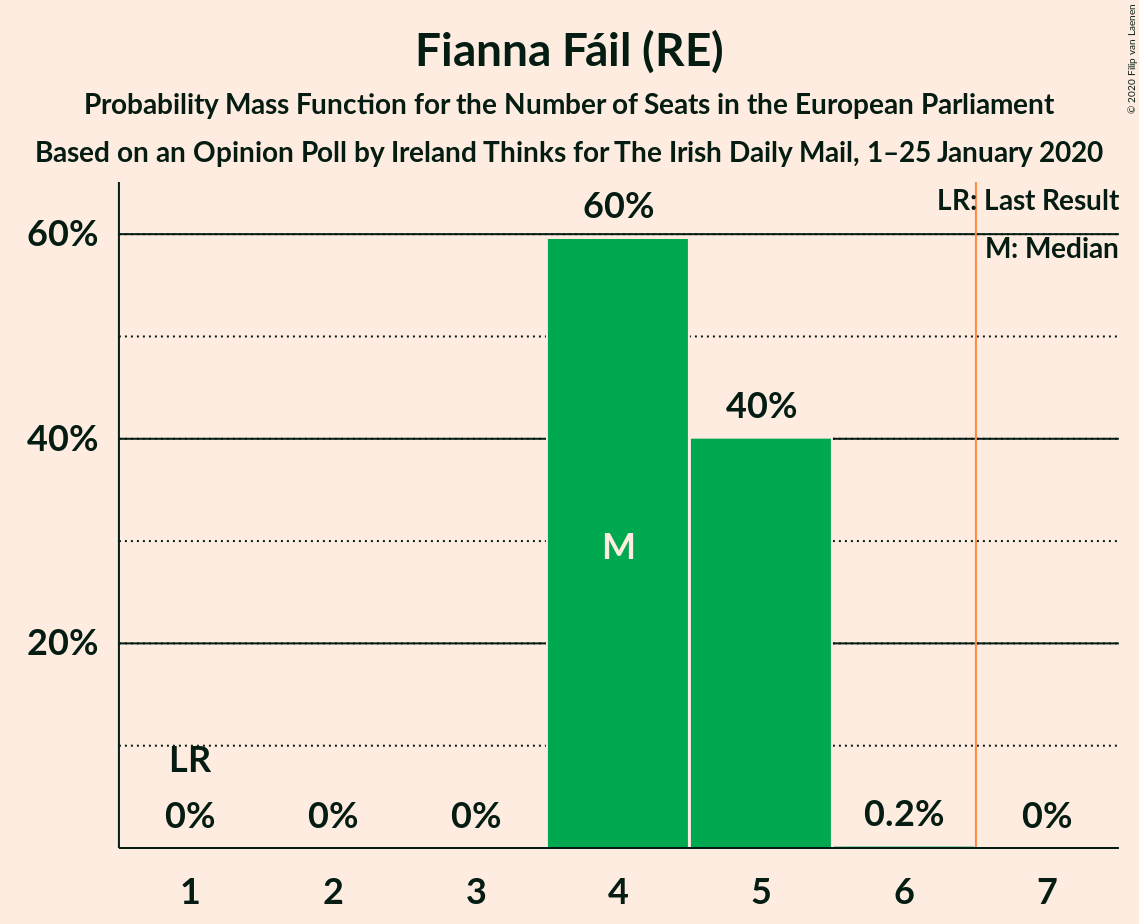 Fianna Fáil (RE)
Probability Mass Function for the Number of Seats in the European Parliament
Based on an Opinion Poll by Ireland Thinks for The Irish Daily Mail, 1–25 January 2020
© 2020 Filip van Laenen
LR: Last Result
M: Median
60%
40%
20%
60%
40%
M
LR
0%
0%
0%
0.2%
0%
1
2
3
4
5
6
7